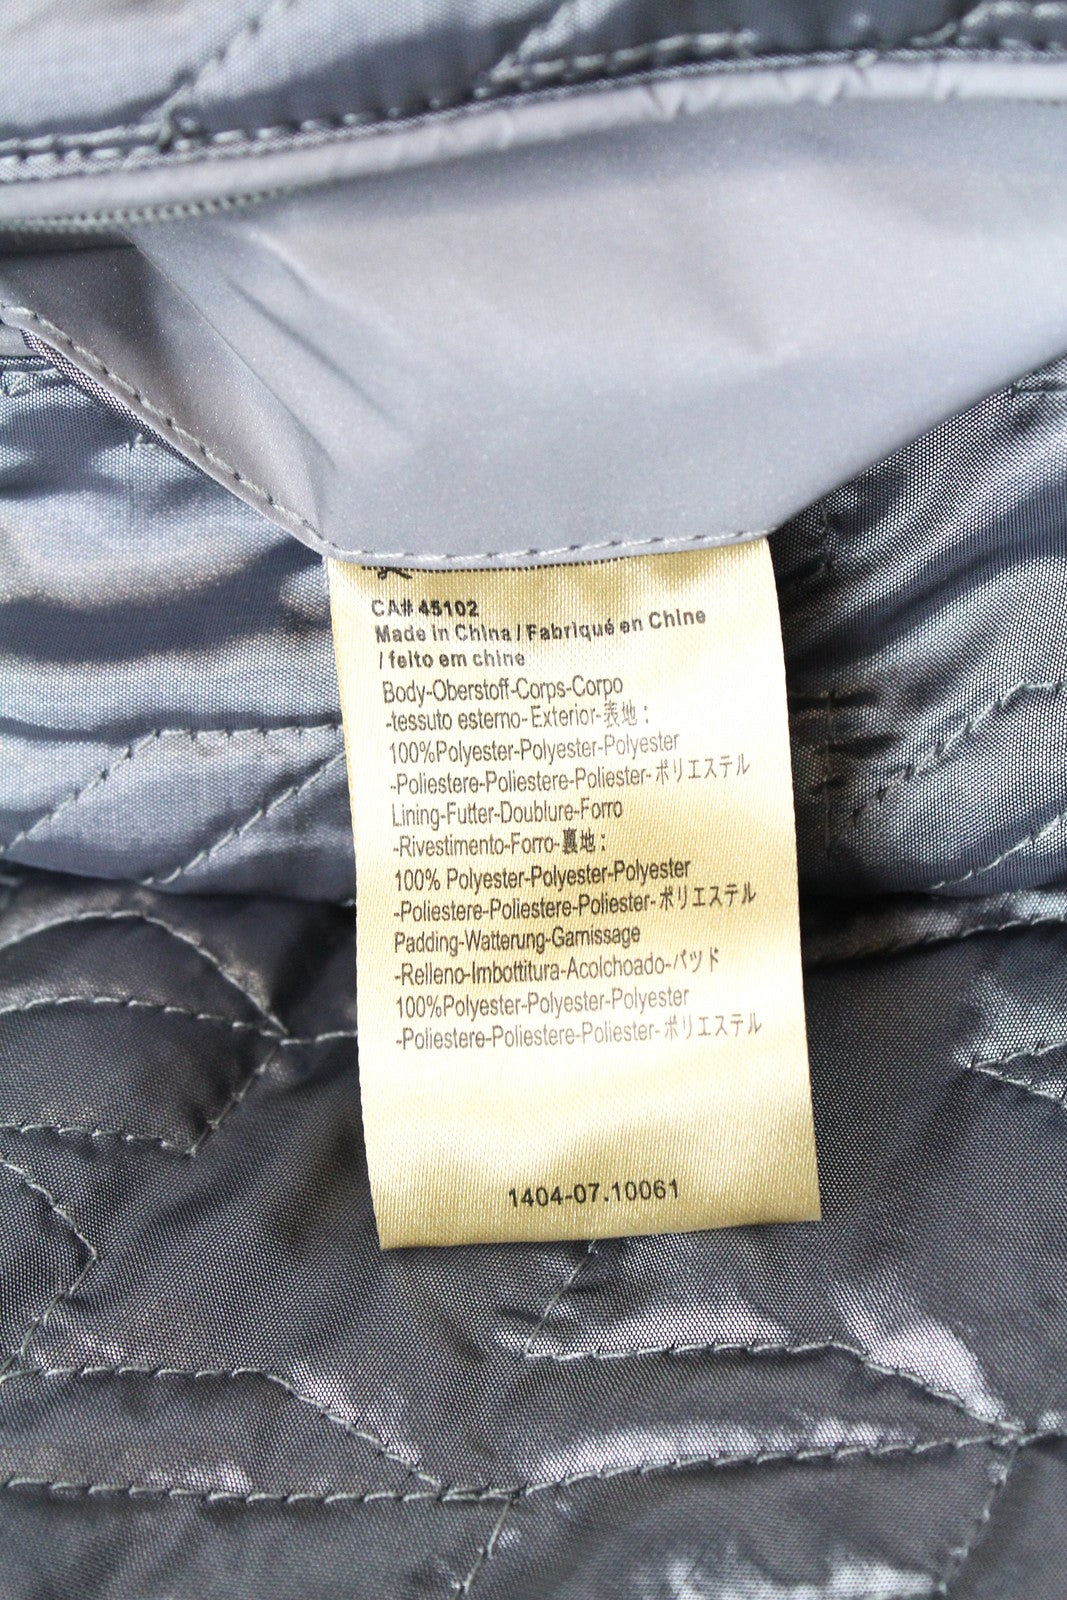 CA# 45102
Made in China / Fabriqué en Chine
/ feito em chine
Body-Oberstoff-Corps-Corpo
-tessuto esterno-Exterior-表地:
100%Polyester-Polyester-Polyester
-Poliestere-Poliestere-Poliester-ポリエステル
Lining-Futter-Doublure-Forro
-Rivestimento-Forro-裏地:
100% Polyester-Polyester-Polyester
-Poliestere-Poliestere-Poliester-ポリエステル
Padding-Watterung-Garnissage
-Relleno-Imbottitura-Acolchoado-パッド
100%Polyester-Polyester-Polyester
-Poliestere-Poliestere-Poliester-ポリエステル
1404-07.10061